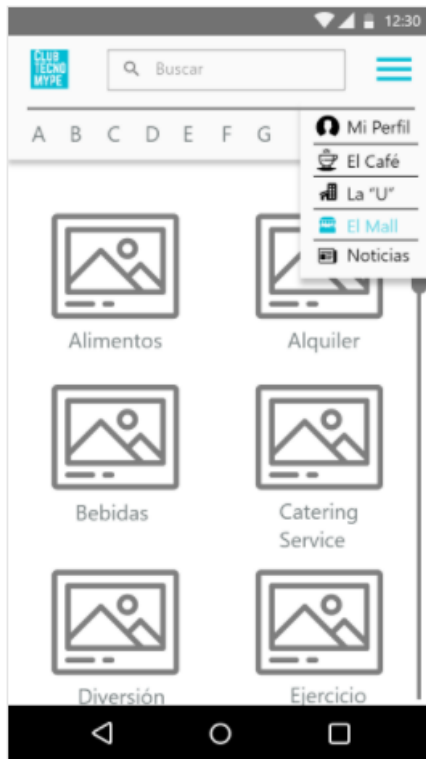 12:30
CLUB
TECNO
MYPE
Buscar
A B C D E F G
Mi Perfil
El Café
La "U"
El Mall
Noticias
Alimentos
Alquiler
Bebidas
Catering
Service
Diversión
Ejercicio